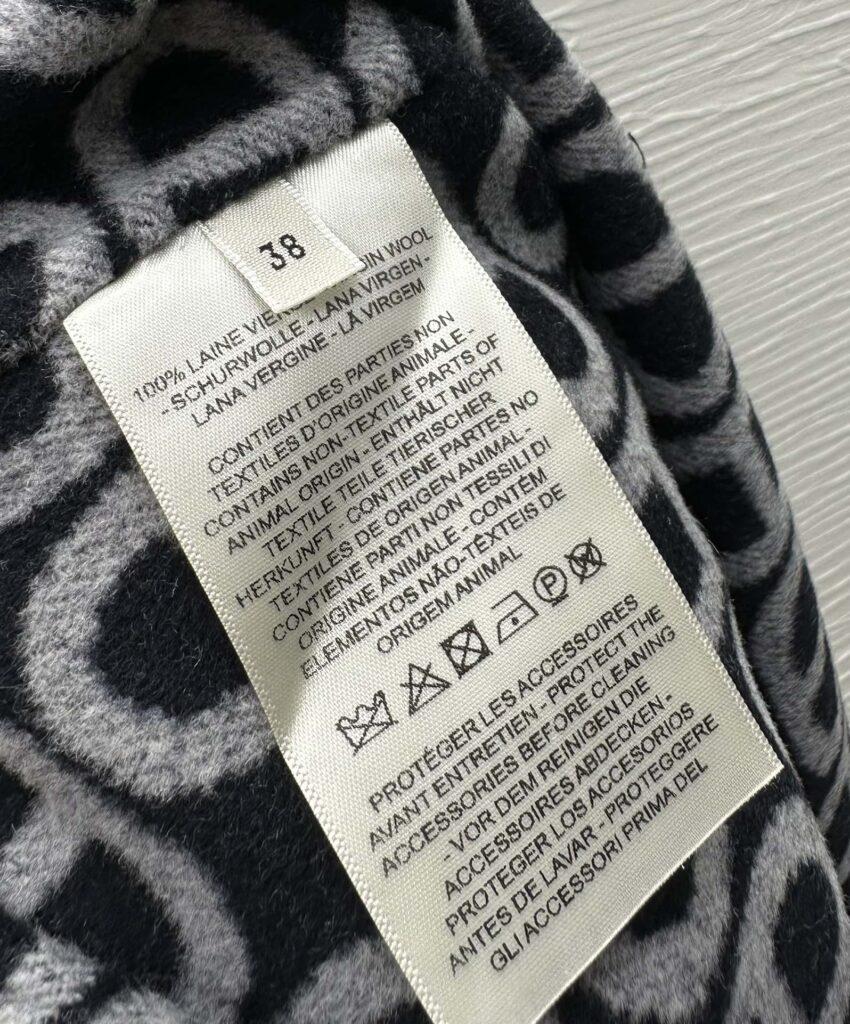 38
100% LAINE WOOL
- SCHURWOLLE - LANA VIRGEN -
LANA VERGINE - LÃ VIRGEM
CONTIENT DES PARTIES NON
TEXTILES D'ORIGINE ANIMALE -
CONTAINS NON-TEXTILE PARTS OF
ANIMAL ORIGIN - ENTHÄLT NICHT
TEXTILE TEILE TIERISCHER
HERKUNFT - CONTIENE PARTES NO
TEXTILES DE ORIGEN ANIMAL -
CONTIENE PARTI NON TESSILI DI
ORIGINE ANIMALE - CONTÉM
ELEMENTOS NÃO-TÊXTEIS DE
ORIGEM ANIMAL
P
PROTÉGER LES ACCESSOIRES
AVANT ENTRETIEN - PROTECT THE
ACCESSORIES BEFORE CLEANING
- VOR DEM REINIGEN DIE
ACCESSOIRES ABDECKEN -
PROTEGER LOS ACCESORIOS
ANTES DE LAVAR - PROTEGGERE
GLI ACCESSORI PRIMA DEL